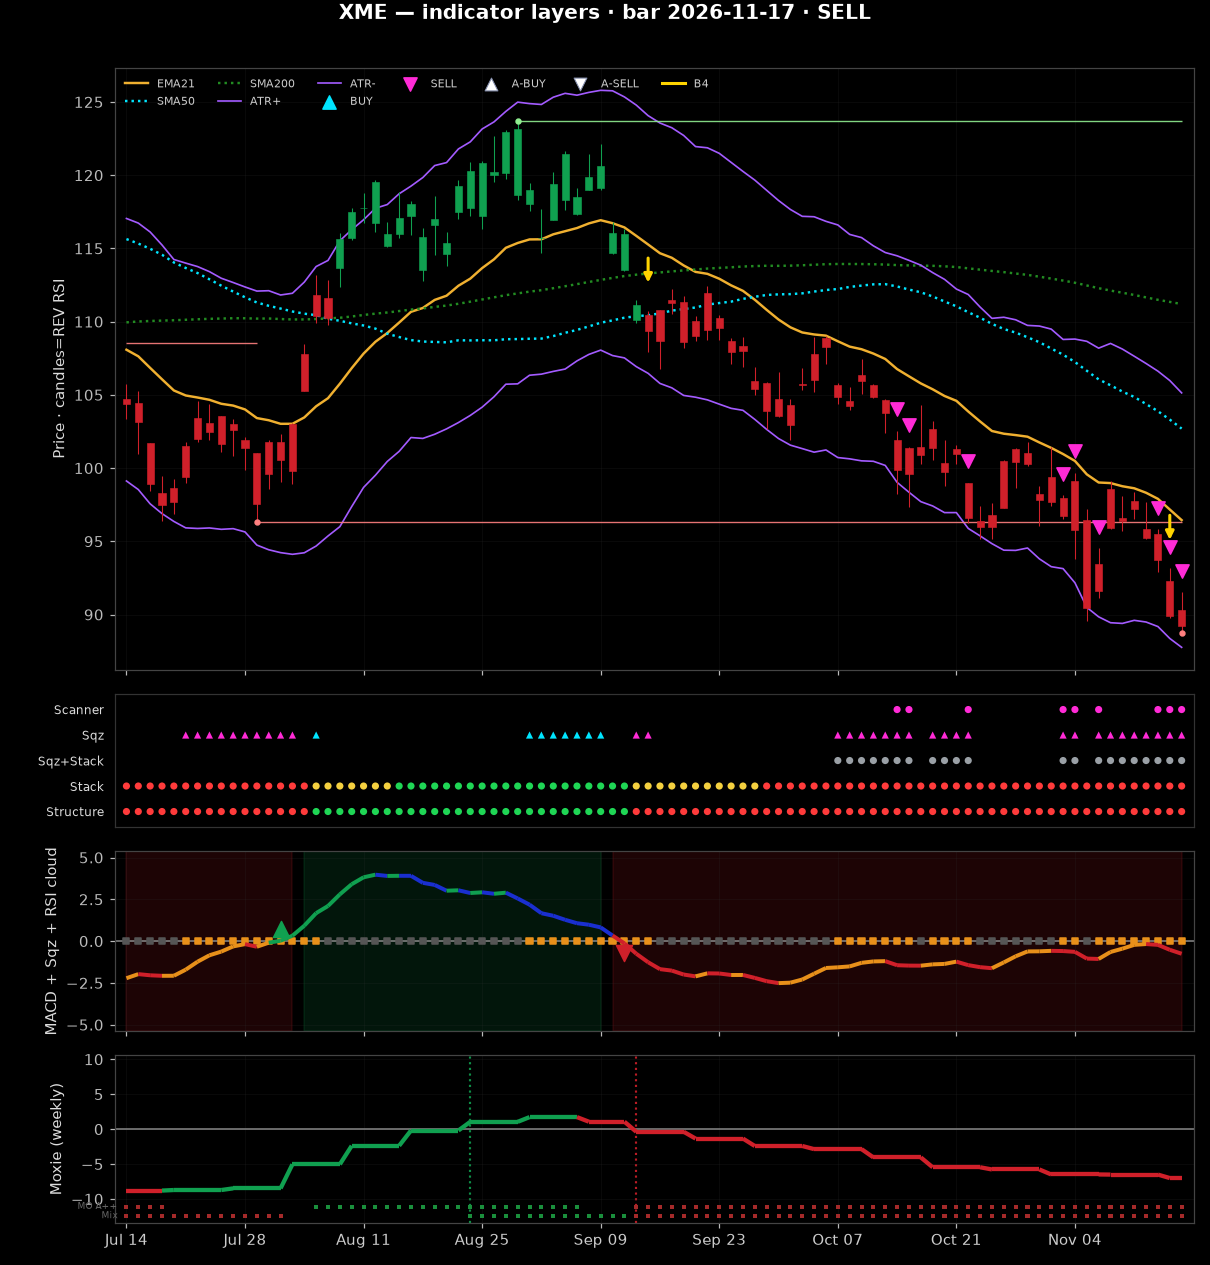 XME — indicator layers · bar 2026-11-17 · SELL
EMA21 SMA200 ATR- SELL A-BUY A-SELL B4
SMA50 ATR+ BUY
Price · candles=REV RSI
125
120
115
110
105
100
95
90
Scanner
Sqz
Sqz+Stack
Stack
Structure
MACD + Sqz + RSI cloud
5.0
2.5
0.0
−2.5
−5.0
Moxie (weekly)
10
5
0
−5
−10
Jul 14 Jul 28 Aug 11 Aug 25 Sep 09 Sep 23 Oct 07 Oct 21 Nov 04